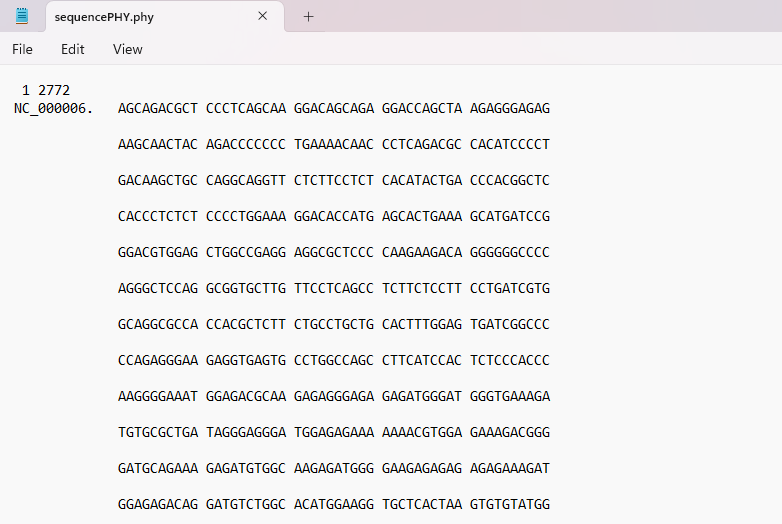 sequencePHY.phy
File Edit View
1 2772
NC_000006. AGCAGACGCT CCCTCAGCAA GGACAGCAGA GGACCAGCTA AGAGGGAGAG
AAGCAACTAC AGACCCCCCC TGAAAACAAC CCTCAGACGC CACATCCCCT
GACAAGCTGC CAGGCAGGTT CTCTTCCTCT CACATACTGA CCCACGGCTC
CACCCTCTCT CCCCTGGAAA GGACACCATG AGCACTGAAA GCATGATCCG
GGACGTGGAG CTGGCCGAGG AGGCGCTCCC CAAGAAGACA GGGGGGCCCC
AGGGCTCCAG GCGGTGCTTG TTCCTCAGCC TCTTCTCCTT CCTGATCGTG
GCAGGCGCCA CCACGCTCTT CTGCCTGCTG CACTTTGGAG TGATCGGCCC
CCAGAGGGAA GAGGTGAGTG CCTGGCCAGC CTTCATCCAC TCTCCCACCC
AAGGGGAAAT GGAGACGCAA GAGAGGGAGA GAGATGGGAT GGGTGAAAGA
TGTGCGCTGA TAGGGAGGGA TGGAGAGAAA AAAACGTGGA GAAAGACGGG
GATGCAGAAA GAGATGTGGC AAGAGATGGG GAAGAGAGAG AGAGAAAGAT
GGAGAGACAG GATGTCTGGC ACATGGAAGG TGCTCACTAA GTGTGTATGG